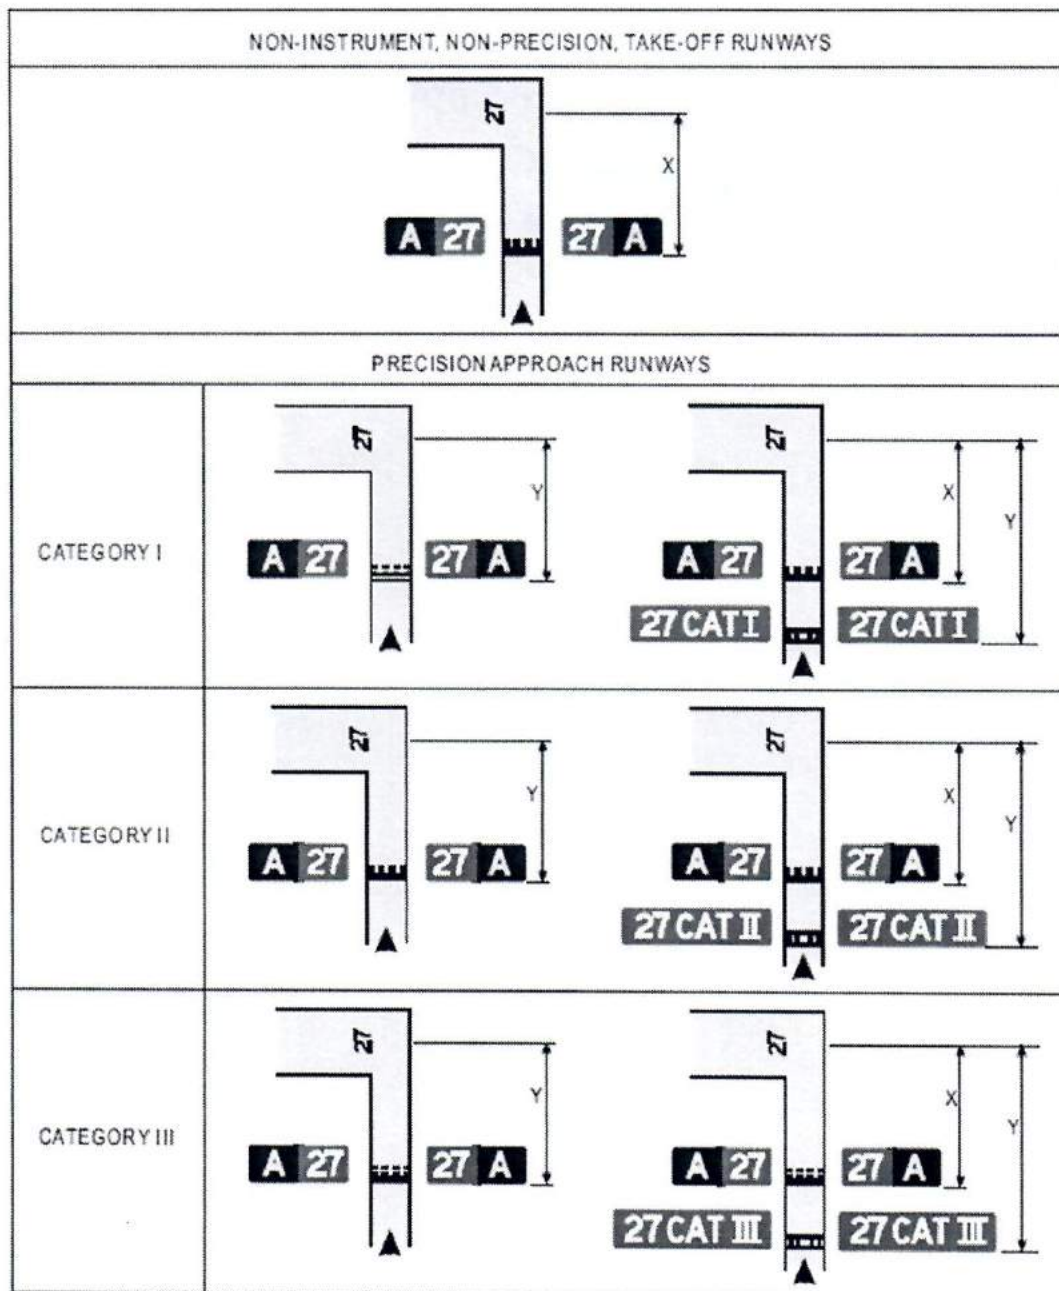 NON-INSTRUMENT, NON-PRECISION, TAKE-OFF RUNWAYS
27
X
A 27 27 A
PRECISION APPROACH RUNWAYS
CATEGORY I
27
Y
A 27 27 A
27
X
Y
A 27 27 A
27 CAT I 27 CAT I
CATEGORY II
27
Y
A 27 27 A
27
X
Y
A 27 27 A
27 CAT II 27 CAT II
CATEGORY III
27
Y
A 27 27 A
27
X
Y
A 27 27 A
27 CAT III 27 CAT III